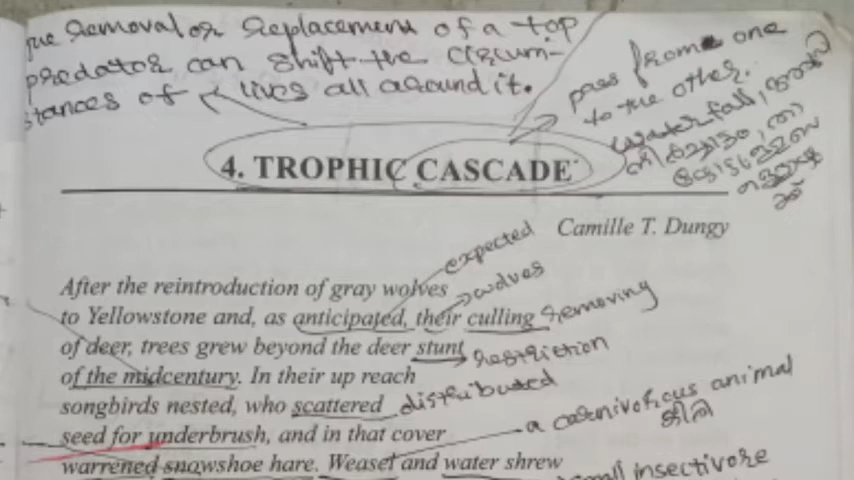 Removal or Replacement of a top
predator can shift the circum-
stances of lives all around it.
pass from one
to the other.
waterfall,
4. TROPHIC CASCADE
Camille T. Dungy
expected
wolves
After the reintroduction of gray wolves
to Yellowstone and, as anticipated, their culling removing
of deer, trees grew beyond the deer stunt restriction
of the midcentury. In their up reach
songbirds nested, who scattered distributed
seed for underbrush, and in that cover a carnivorous animal
കീരി
warrened snowshoe hare. Weasel and water shrew
small insectivore